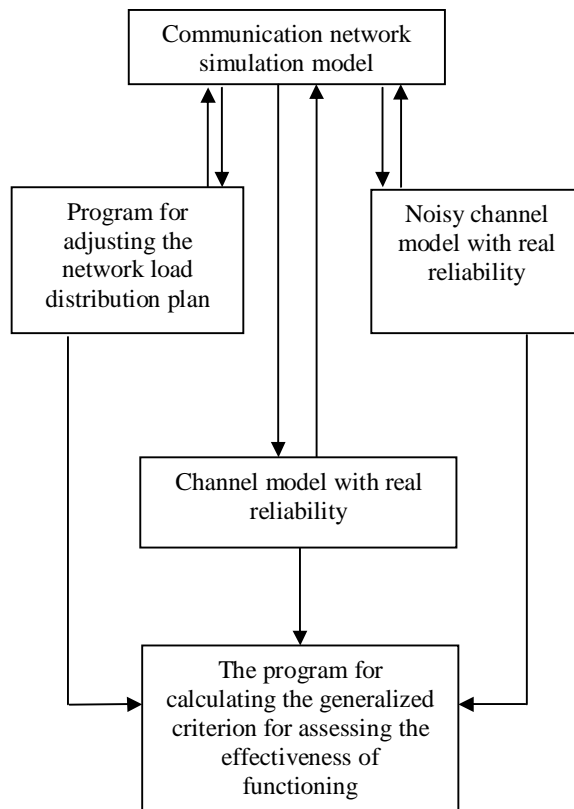 Communication network
simulation model
Program for
adjusting the
network load
distribution plan
Noisy channel
model with real
reliability
Channel model with real
reliability
The program for
calculating the generalized
criterion for assessing the
effectiveness of
functioning